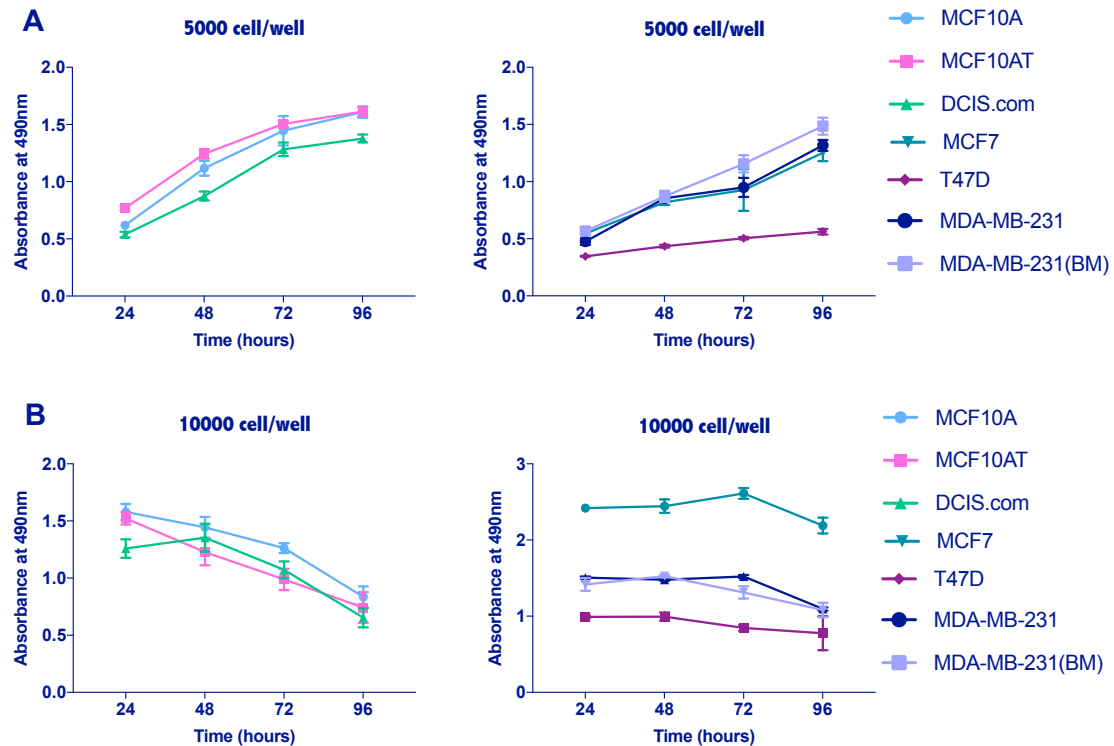 A
5000 cell/well
2.0
1.5
1.0
0.5
0.0
Absorbance at 490nm
24 48 72 96
Time (hours)
5000 cell/well
2.0
1.5
1.0
0.5
0.0
Absorbance at 490nm
24 48 72 96
Time (hours)
MCF10A
MCF10AT
DCIS.com
MCF7
T47D
MDA-MB-231
MDA-MB-231(BM)
B
10000 cell/well
2.0
1.5
1.0
0.5
0.0
Absorbance at 490nm
24 48 72 96
Time (hours)
10000 cell/well
3
2
1
0
Absorbance at 490nm
24 48 72 96
Time (hours)
MCF10A
MCF10AT
DCIS.com
MCF7
T47D
MDA-MB-231
MDA-MB-231(BM)